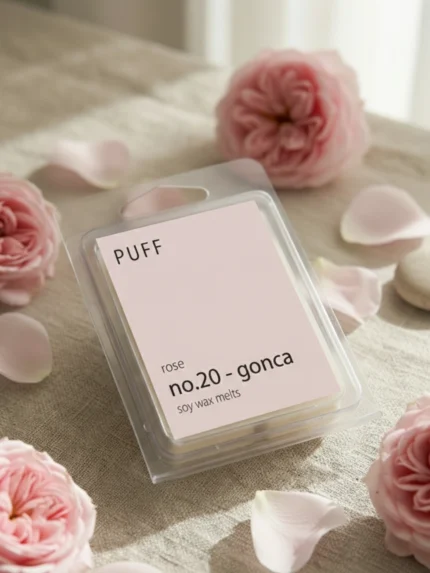 PUFF
rose
no.20 - gonca
soy wax melts